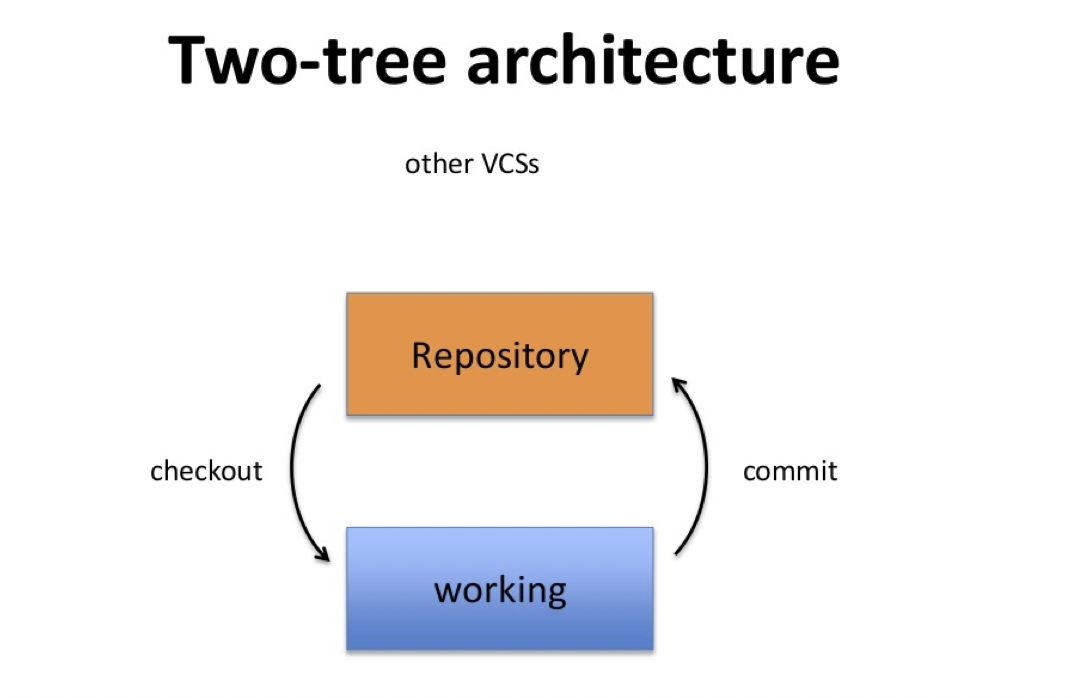 Two-tree architecture
other VCSs
Repository
checkout
commit
working